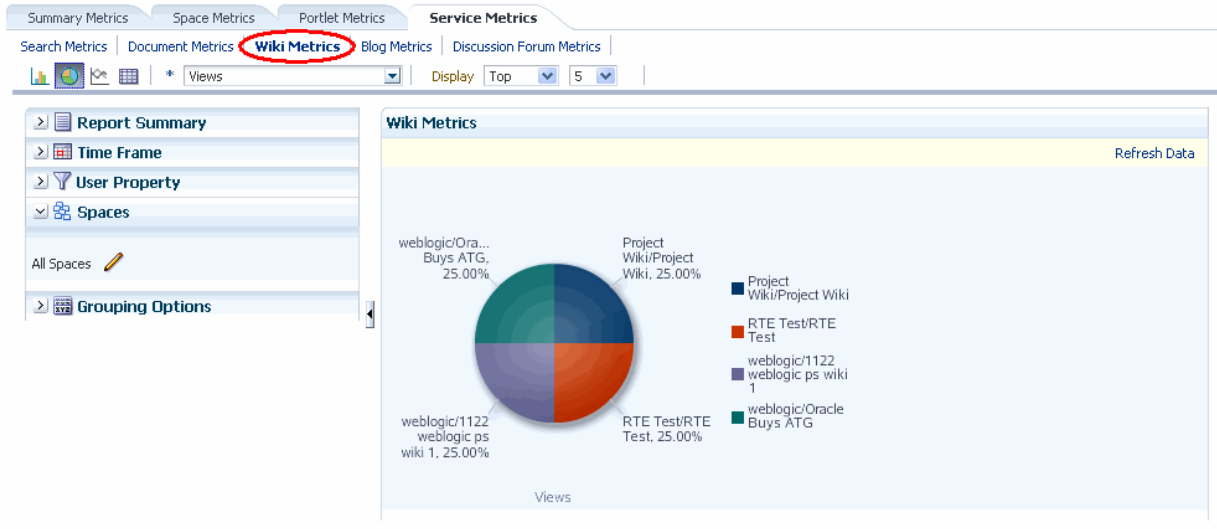 Summary Metrics Space Metrics Portlet Metrics Service Metrics
Search Metrics Document Metrics Wiki Metrics Blog Metrics Discussion Forum Metrics
* Views Display Top 5
Report Summary
Time Frame
User Property
Spaces
All Spaces
Grouping Options
Wiki Metrics
Refresh Data
weblogic/Ora...
Buys ATG,
25.00%
Project
Wiki/Project
Wiki, 25.00%
weblogic/1122
weblogic ps
wiki 1, 25.00%
RTE Test/RTE
Test, 25.00%
Views
Project
Wiki/Project Wiki
RTE Test/RTE
Test
weblogic/1122
weblogic ps wiki
1
weblogic/Oracle
Buys ATG